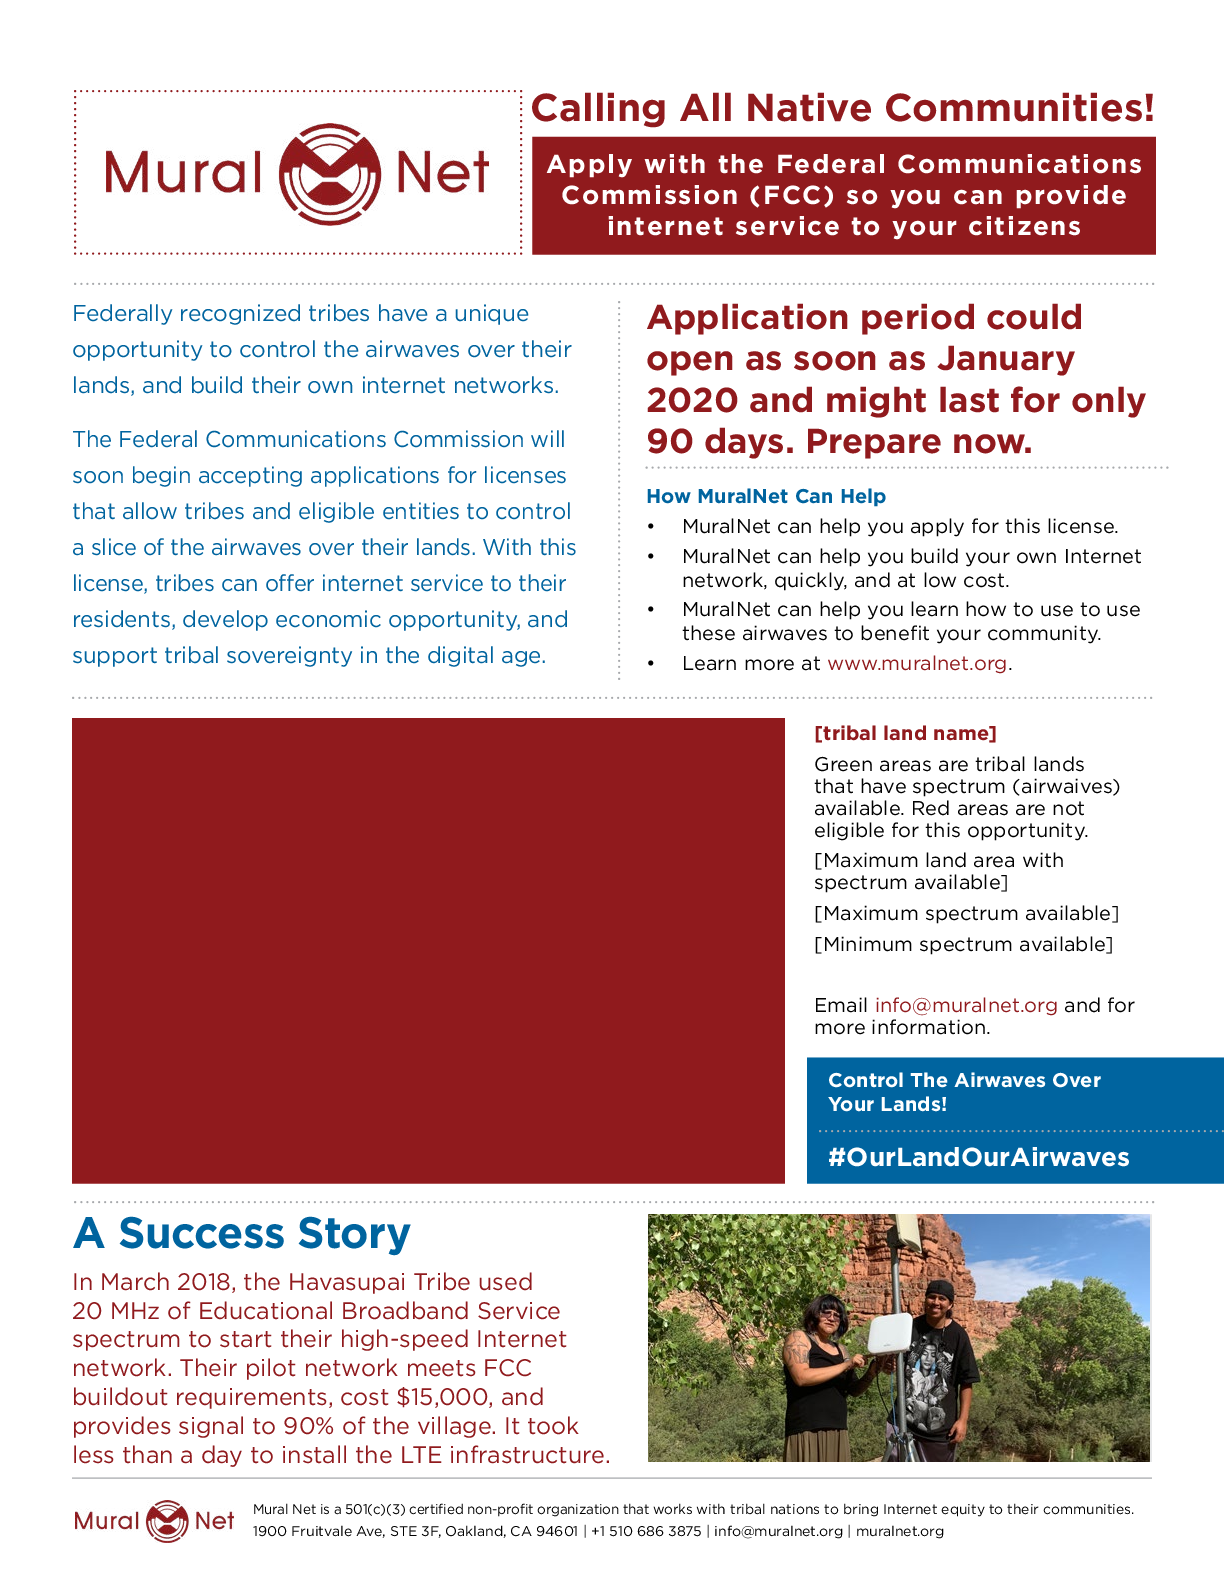 Mural Net
Calling All Native Communities!
Apply with the Federal Communications
Commission (FCC) so you can provide
internet service to your citizens
Federally recognized tribes have a unique
opportunity to control the airwaves over their
lands, and build their own internet networks.
The Federal Communications Commission will
soon begin accepting applications for licenses
that allow tribes and eligible entities to control
a slice of the airwaves over their lands. With this
license, tribes can offer internet service to their
residents, develop economic opportunity, and
support tribal sovereignty in the digital age.
Application period could
open as soon as January
2020 and might last for only
90 days. Prepare now.
How MuralNet Can Help
• MuralNet can help you apply for this license.
• MuralNet can help you build your own Internet
network, quickly, and at low cost.
• MuralNet can help you learn how to use to use
these airwaves to benefit your community.
• Learn more at www.muralnet.org.
[tribal land name]
Green areas are tribal lands
that have spectrum (airwaives)
available. Red areas are not
eligible for this opportunity.
[Maximum land area with
spectrum available]
[Maximum spectrum available]
[Minimum spectrum available]
Email info@muralnet.org and for
more information.
Control The Airwaves Over
Your Lands!
#OurLandOurAirwaves
A Success Story
In March 2018, the Havasupai Tribe used
20 MHz of Educational Broadband Service
spectrum to start their high-speed Internet
network. Their pilot network meets FCC
buildout requirements, cost $15,000, and
provides signal to 90% of the village. It took
less than a day to install the LTE infrastructure.
Mural Net
Mural Net is a 501(c)(3) certified non-profit organization that works with tribal nations to bring Internet equity to their communities.
1900 Fruitvale Ave, STE 3F, Oakland, CA 94601 | +1 510 686 3875 | info@muralnet.org | muralnet.org